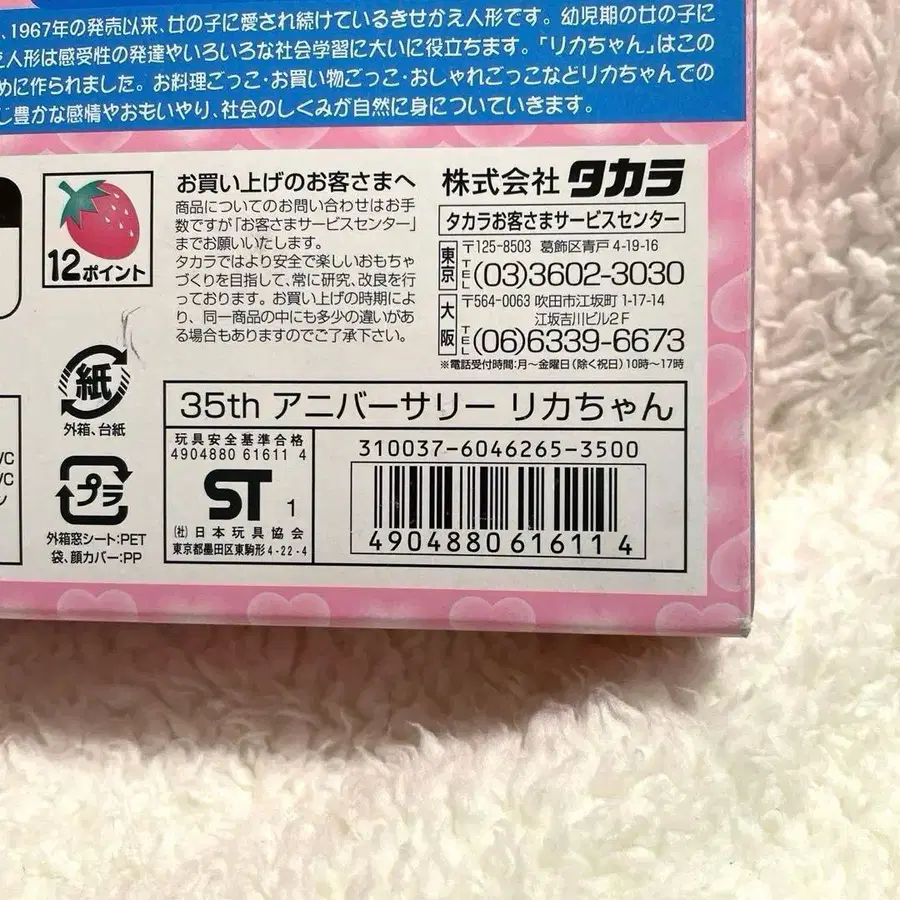 、1967年の発売以来、女の子に愛され続けているきせかえ人形です。幼児期の女の子に
人形は感受性の発達やいろいろな社会学習に大いに役立ちます。「リカちゃん」はこの
めに作られました。お料理ごっこ・お買い物ごっこ・おしゃれごっこなどリカちゃんでの
豊かな感情やおもいやり、社会のしくみが自然に身についていきます。
12ポイント
お買い上げのお客さまへ
商品についてのお問い合わせはお手
数ですが「お客さまサービスセンター」
までお願いいたします。
タカラではより安全で楽しいおもちゃ
づくりを目指して、常に研究、改良を行
っております。お買い上げの時期によ
り、同一商品の中にも多少の違いがあ
る場合もありますのでご了承下さい。
株式会社 タカラ
タカラお客さまサービスセンター
東京 〒125-8503 葛飾区青戸 4-19-16
TEL (03)3602-3030
大阪 〒564-0063 吹田市江坂町 1-17-14
江坂吉川ビル2F
TEL (06)6339-6673
※電話受付時間:月~金曜日(除く祝日)10時~17時
紙
外箱、台紙
プラ
外箱窓シート:PET
袋、顔カバー:PP
VC
VC
35th アニバーサリー リカちゃん
玩具安全基準合格
4904880 61611 4
ST 1
(社)日本玩具協会
東京都墨田区東駒形4-22-4
310037-6046265-3500
4904880616114